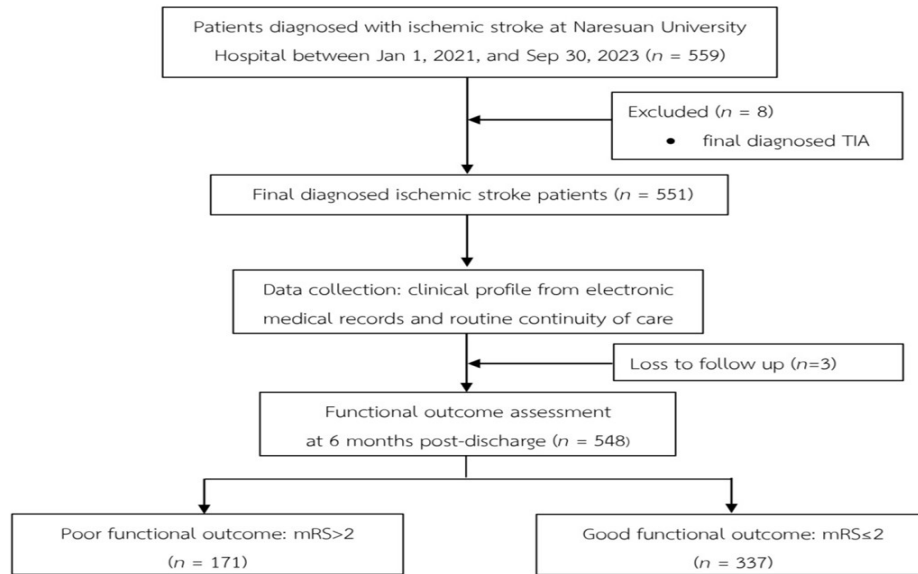 Patients diagnosed with ischemic stroke at Naresuan University
Hospital between Jan 1, 2021, and Sep 30, 2023 (n = 559)
Excluded (n = 8)
• final diagnosed TIA
Final diagnosed ischemic stroke patients (n = 551)
Data collection: clinical profile from electronic
medical records and routine continuity of care
Loss to follow up (n=3)
Functional outcome assessment
at 6 months post-discharge (n = 548)
Poor functional outcome: mRS>2
(n = 171)
Good functional outcome: mRS≤2
(n = 337)